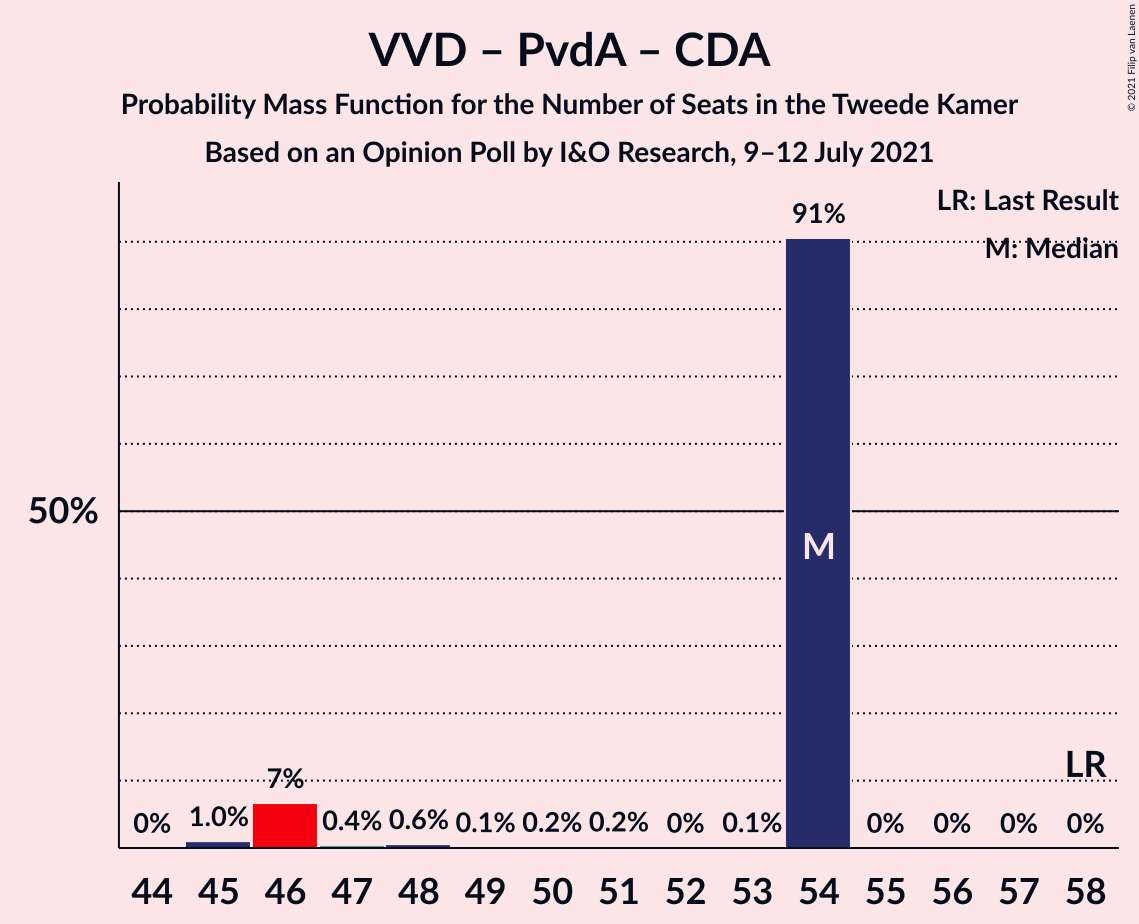 VVD – PvdA – CDA
Probability Mass Function for the Number of Seats in the Tweede Kamer
Based on an Opinion Poll by I&O Research, 9–12 July 2021
© 2021 Filip van Laenen
LR: Last Result
M: Median
91%
50%
M
LR
7%
0% 1.0% 0.4% 0.6% 0.1% 0.2% 0.2% 0% 0.1% 0% 0% 0% 0%
44 45 46 47 48 49 50 51 52 53 54 55 56 57 58